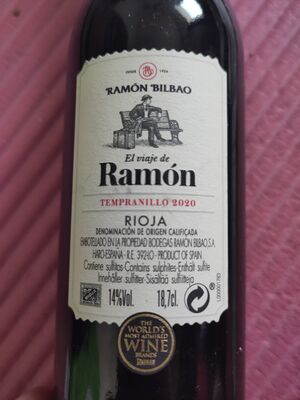 DESDE 1924
RAMÓN BILBAO
El viaje de
Ramón
TEMPRANILLO 2020
RIOJA
DENOMINACIÓN DE ORIGEN CALIFICADA
EMBOTELLADO EN LA PROPIEDAD BODEGAS RAMÓN BILBAO, S.A.
HARO-ESPAÑA - R.E. 392-LO - PRODUCT OF SPAIN
Contiene sulfitos-Contains sulphites-Enthält sulfite
Innehåller sulfiter-Sisältää sulfiitteja
14%Vol. 18,7cl.
THE
WORLD'S
MOST ADMIRED
WINE
BRANDS